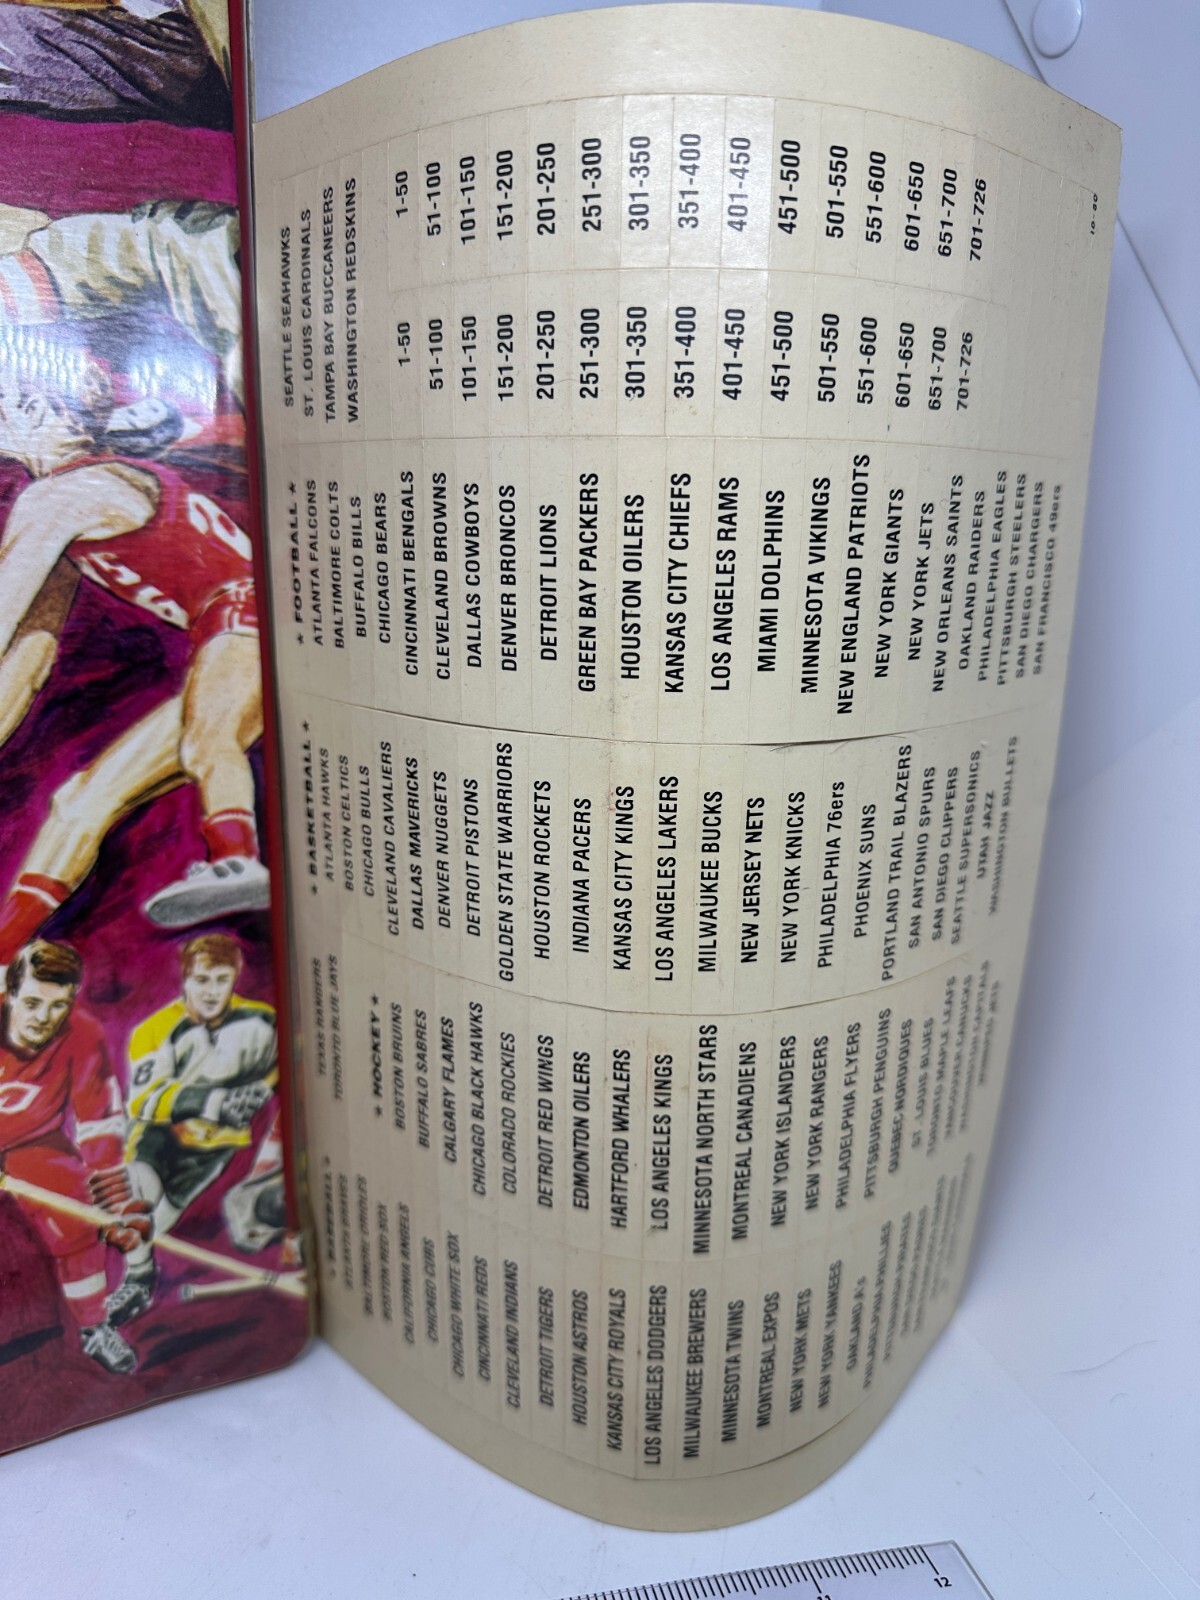 ★ BASEBALL ★
ATLANTA BRAVES
BALTIMORE ORIOLES
BOSTON RED SOX
CALIFORNIA ANGELS
CHICAGO CUBS
CHICAGO WHITE SOX
CINCINNATI REDS
CLEVELAND INDIANS
DETROIT TIGERS
HOUSTON ASTROS
KANSAS CITY ROYALS
LOS ANGELES DODGERS
MILWAUKEE BREWERS
MINNESOTA TWINS
MONTREAL EXPOS
NEW YORK METS
NEW YORK YANKEES
OAKLAND A's
PHILADELPHIA PHILLIES
PITTSBURGH PIRATES
TEXAS RANGERS
TORONTO BLUE JAYS
★ HOCKEY ★
BOSTON BRUINS
BUFFALO SABRES
CALGARY FLAMES
CHICAGO BLACK HAWKS
COLORADO ROCKIES
DETROIT RED WINGS
EDMONTON OILERS
HARTFORD WHALERS
LOS ANGELES KINGS
MINNESOTA NORTH STARS
MONTREAL CANADIENS
NEW YORK ISLANDERS
NEW YORK RANGERS
PHILADELPHIA FLYERS
PITTSBURGH PENGUINS
QUEBEC NORDIQUES
ST. LOUIS BLUES
TORONTO MAPLE LEAFS
VANCOUVER CANUCKS
WASHINGTON CAPITALS
WINNIPEG JETS
★ BASKETBALL ★
ATLANTA HAWKS
BOSTON CELTICS
CHICAGO BULLS
CLEVELAND CAVALIERS
DALLAS MAVERICKS
DENVER NUGGETS
DETROIT PISTONS
GOLDEN STATE WARRIORS
HOUSTON ROCKETS
INDIANA PACERS
KANSAS CITY KINGS
LOS ANGELES LAKERS
MILWAUKEE BUCKS
NEW JERSEY NETS
NEW YORK KNICKS
PHILADELPHIA 76ers
PHOENIX SUNS
PORTLAND TRAIL BLAZERS
SAN ANTONIO SPURS
SAN DIEGO CLIPPERS
SEATTLE SUPERSONICS
UTAH JAZZ
WASHINGTON BULLETS
★ FOOTBALL ★
ATLANTA FALCONS
BALTIMORE COLTS
BUFFALO BILLS
CHICAGO BEARS
CINCINNATI BENGALS
CLEVELAND BROWNS
DALLAS COWBOYS
DENVER BRONCOS
DETROIT LIONS
GREEN BAY PACKERS
HOUSTON OILERS
KANSAS CITY CHIEFS
LOS ANGELES RAMS
MIAMI DOLPHINS
MINNESOTA VIKINGS
NEW ENGLAND PATRIOTS
NEW YORK GIANTS
NEW YORK JETS
NEW ORLEANS SAINTS
OAKLAND RAIDERS
PHILADELPHIA EAGLES
PITTSBURGH STEELERS
SAN DIEGO CHARGERS
SAN FRANCISCO 49ers
SEATTLE SEAHAWKS
ST. LOUIS CARDINALS
TAMPA BAY BUCCANEERS
WASHINGTON REDSKINS
1-50
51-100
101-150
151-200
201-250
251-300
301-350
351-400
401-450
451-500
501-550
551-600
601-650
651-700
701-726
1-50
51-100
101-150
151-200
201-250
251-300
301-350
351-400
401-450
451-500
501-550
551-600
601-650
651-700
701-726
8
11
12